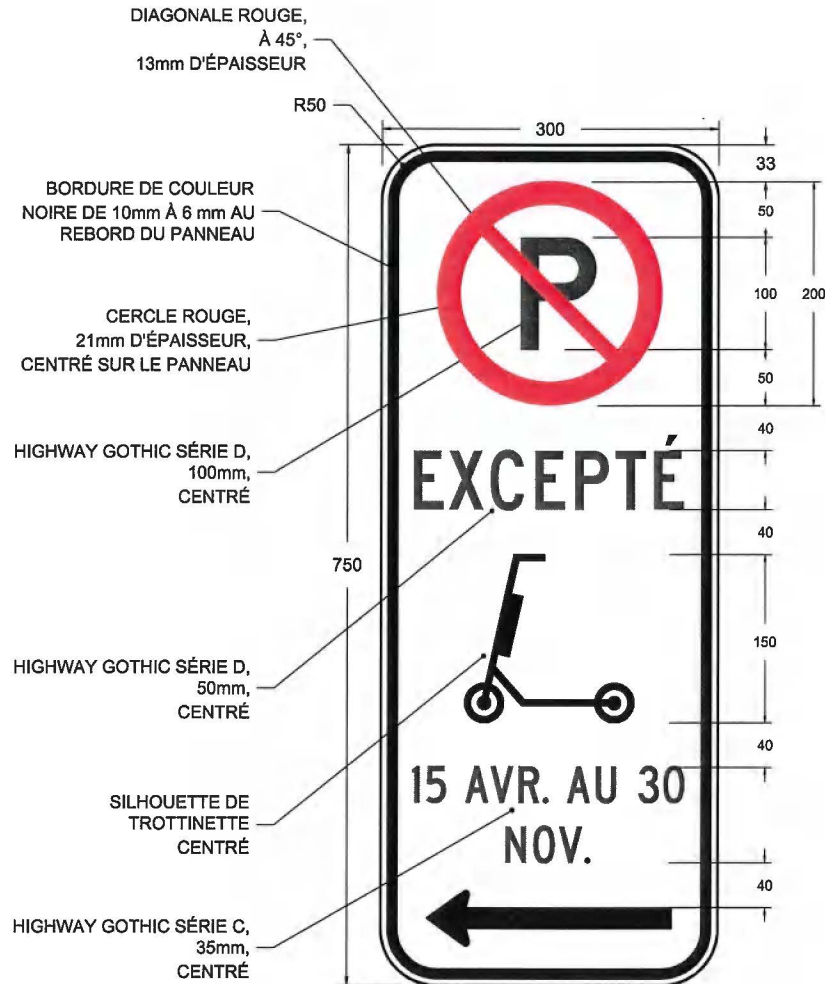 DIAGONALE ROUGE,
À 45°,
13mm D'ÉPAISSEUR
R50
300
33
BORDURE DE COULEUR
NOIRE DE 10mm À 6 mm AU
REBORD DU PANNEAU
50
P
100
200
CERCLE ROUGE,
21mm D'ÉPAISSEUR,
CENTRÉ SUR LE PANNEAU
50
40
HIGHWAY GOTHIC SÉRIE D,
100mm,
CENTRÉ
EXCEPTÉ
40
750
150
HIGHWAY GOTHIC SÉRIE D,
50mm,
CENTRÉ
40
SILHOUETTE DE
TROTTINETTE
CENTRÉ
15 AVR. AU 30
NOV.
40
HIGHWAY GOTHIC SÉRIE C,
35mm,
CENTRÉ